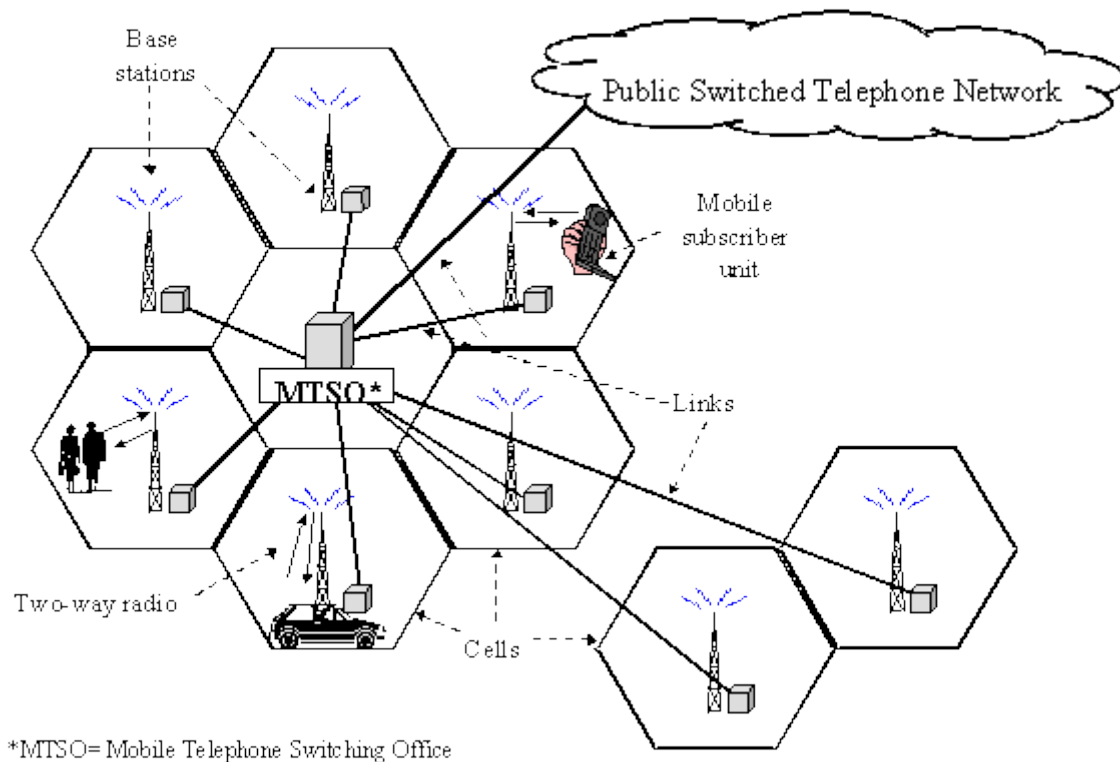 Base
stations
Public Switched Telephone Network
Mobile
subscriber
unit
MTSO*
Links
Two-way radio
Cells
*MTSO= Mobile Telephone Switching Office